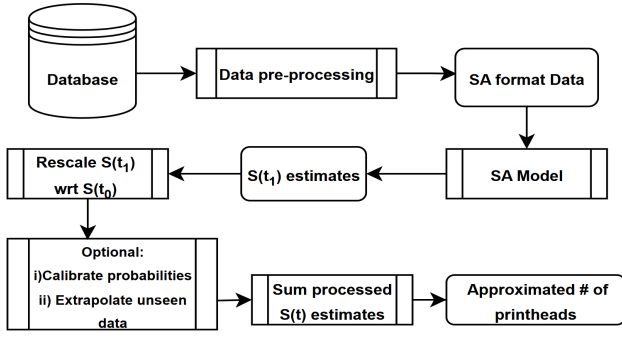 Database
Data pre-processing
SA format Data
Rescale S(t1)
wrt S(t0)
S(t1) estimates
SA Model
Optional:
i)Calibrate probabilities
ii) Extrapolate unseen
data
Sum processed
S(t) estimates
Approximated # of
printheads